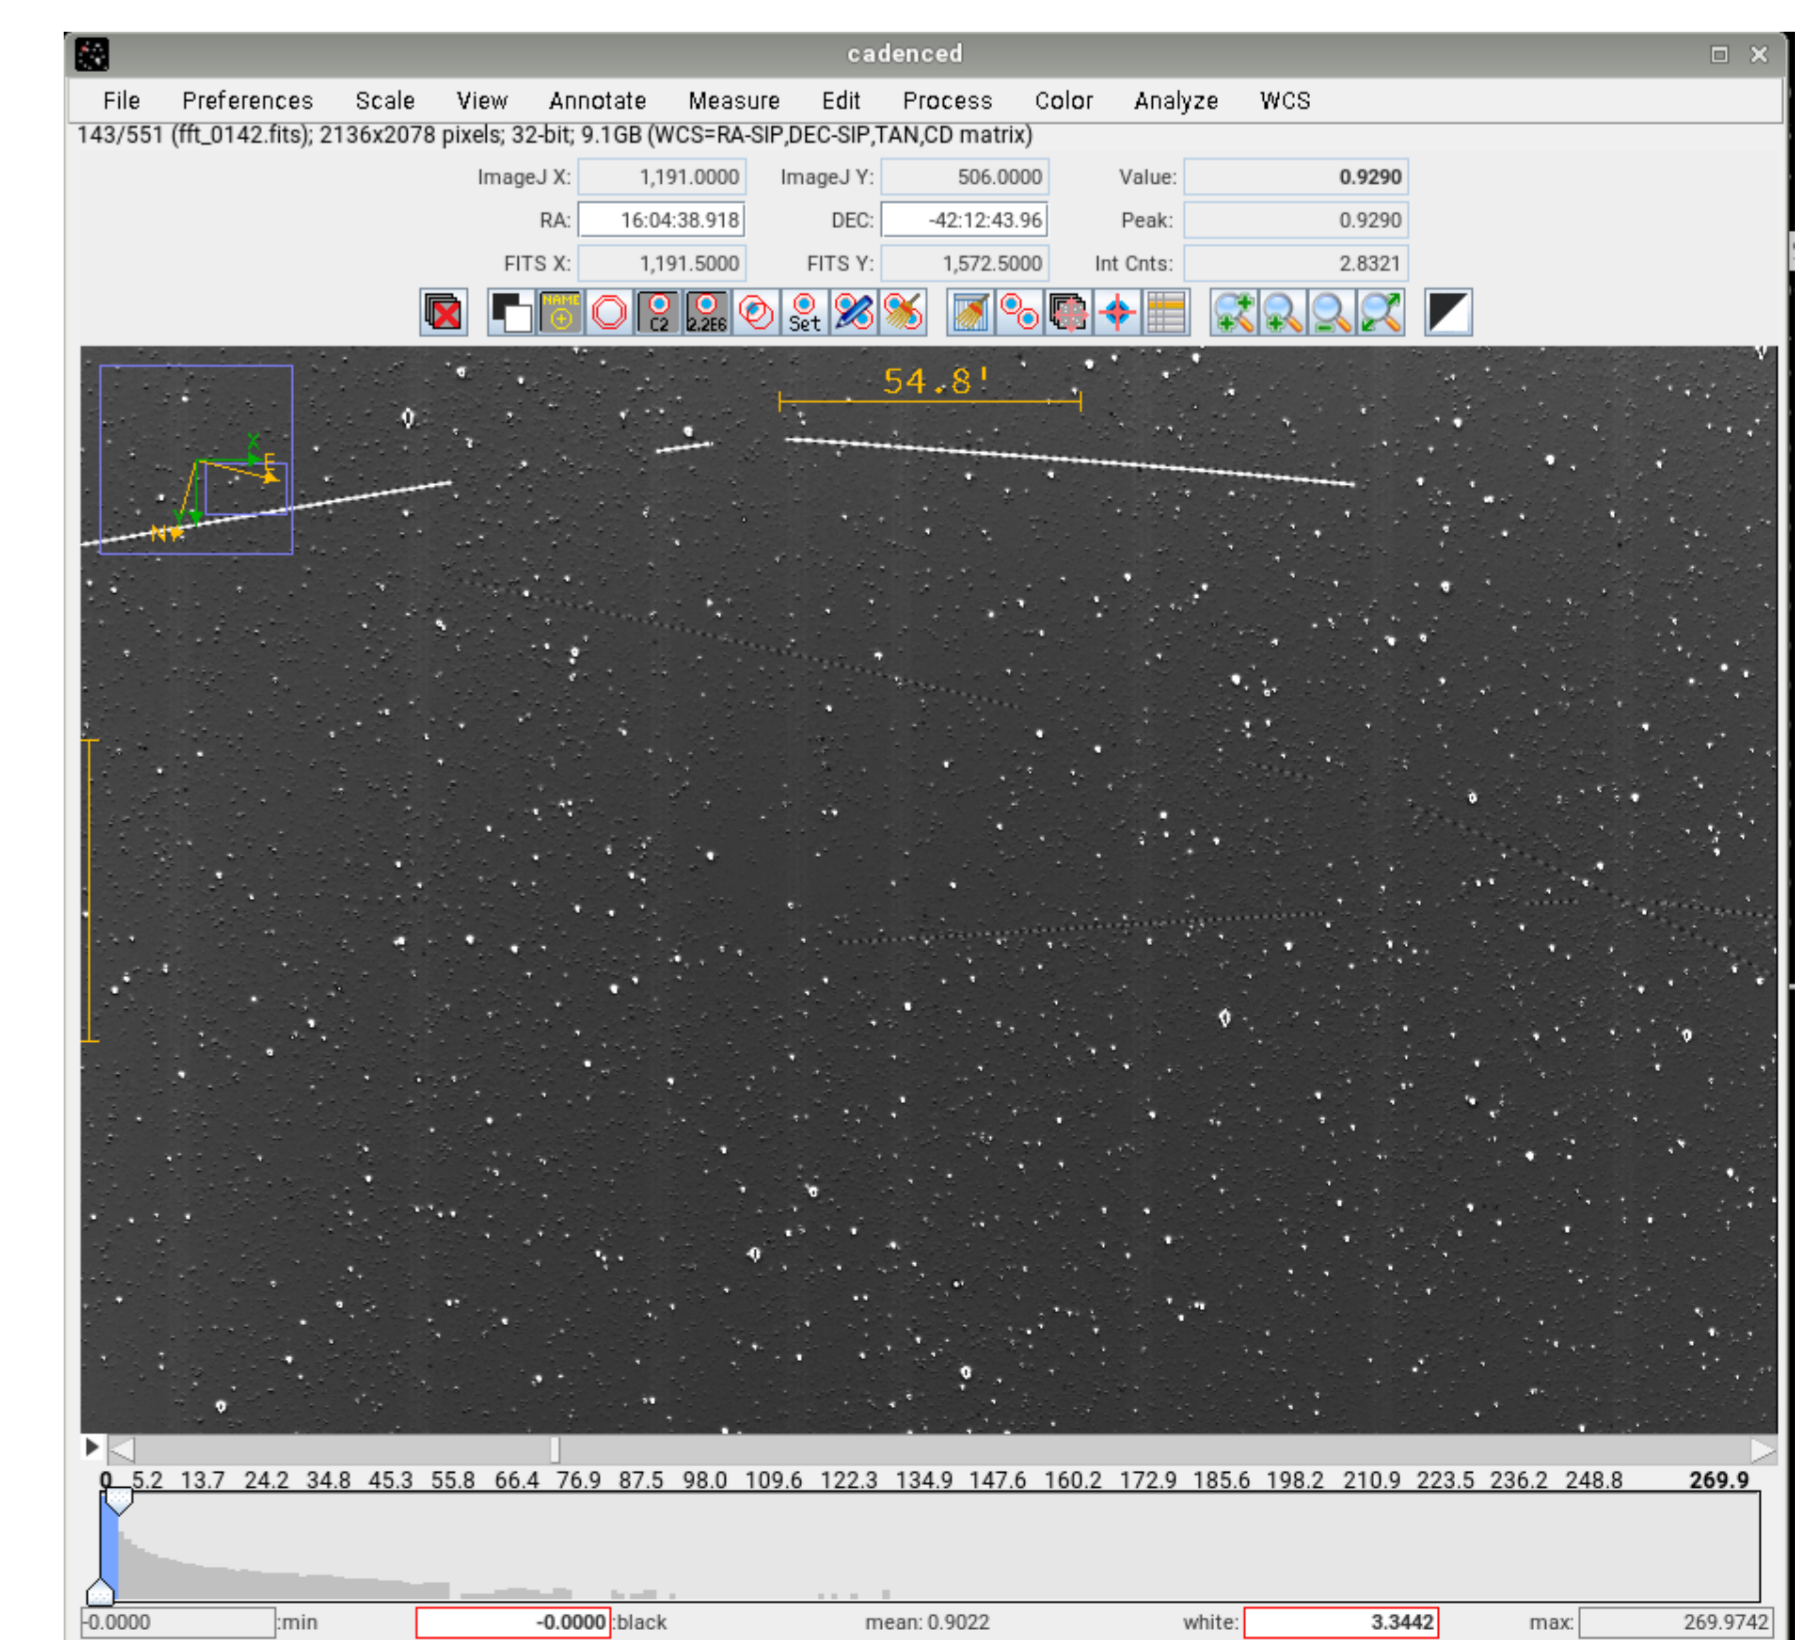 cadenced
File Preferences Scale View Annotate Measure Edit Process Color Analyze WCS
143/551 (fft_0142.fits); 2136x2078 pixels; 32-bit; 9.1GB (WCS=RA-SIP,DEC-SIP,TAN,CD matrix)
ImageJ X: 1,191.0000 ImageJ Y: 506.0000 Value: 0.9290
RA: 16:04:38.918 DEC: -42:12:43.96 Peak: 0.9290
FITS X: 1,191.5000 FITS Y: 1,572.5000 Int Cnts: 2.8321
NAME C2 2.2E6 Set
54.8'
X
E
Y
N
0 5.2 13.7 24.2 34.8 45.3 55.8 66.4 76.9 87.5 98.0 109.6 122.3 134.9 147.6 160.2 172.9 185.6 198.2 210.9 223.5 236.2 248.8 269.9
-0.0000 :min -0.0000 :black mean: 0.9022 white: 3.3442 max: 269.9742